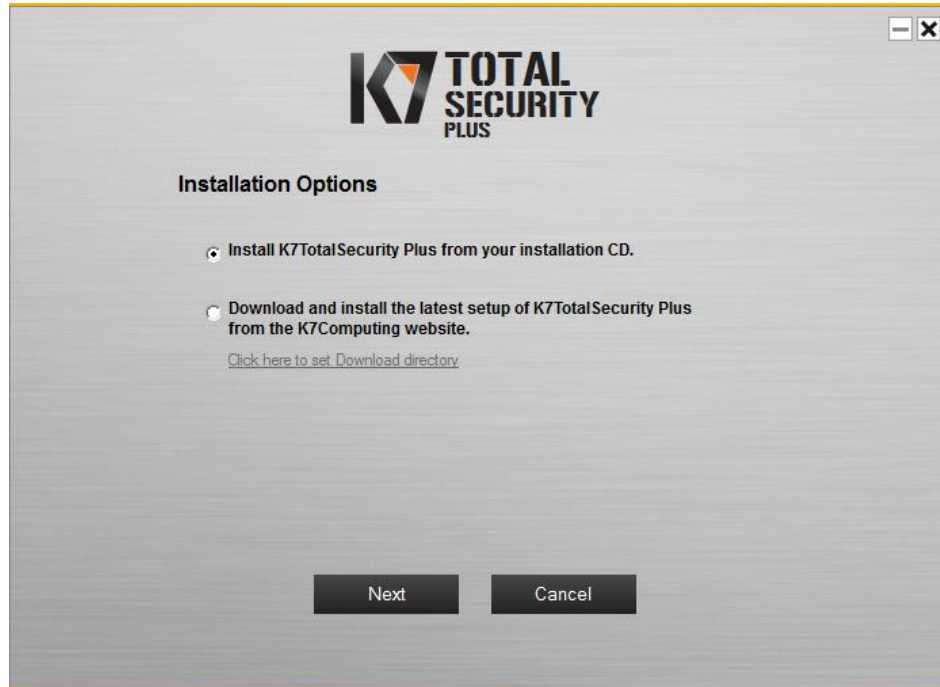 K7 TOTAL
SECURITY
PLUS
Installation Options
Install K7TotalSecurity Plus from your installation CD.
Download and install the latest setup of K7TotalSecurity Plus
from the K7Computing website.
Click here to set Download directory
Next
Cancel